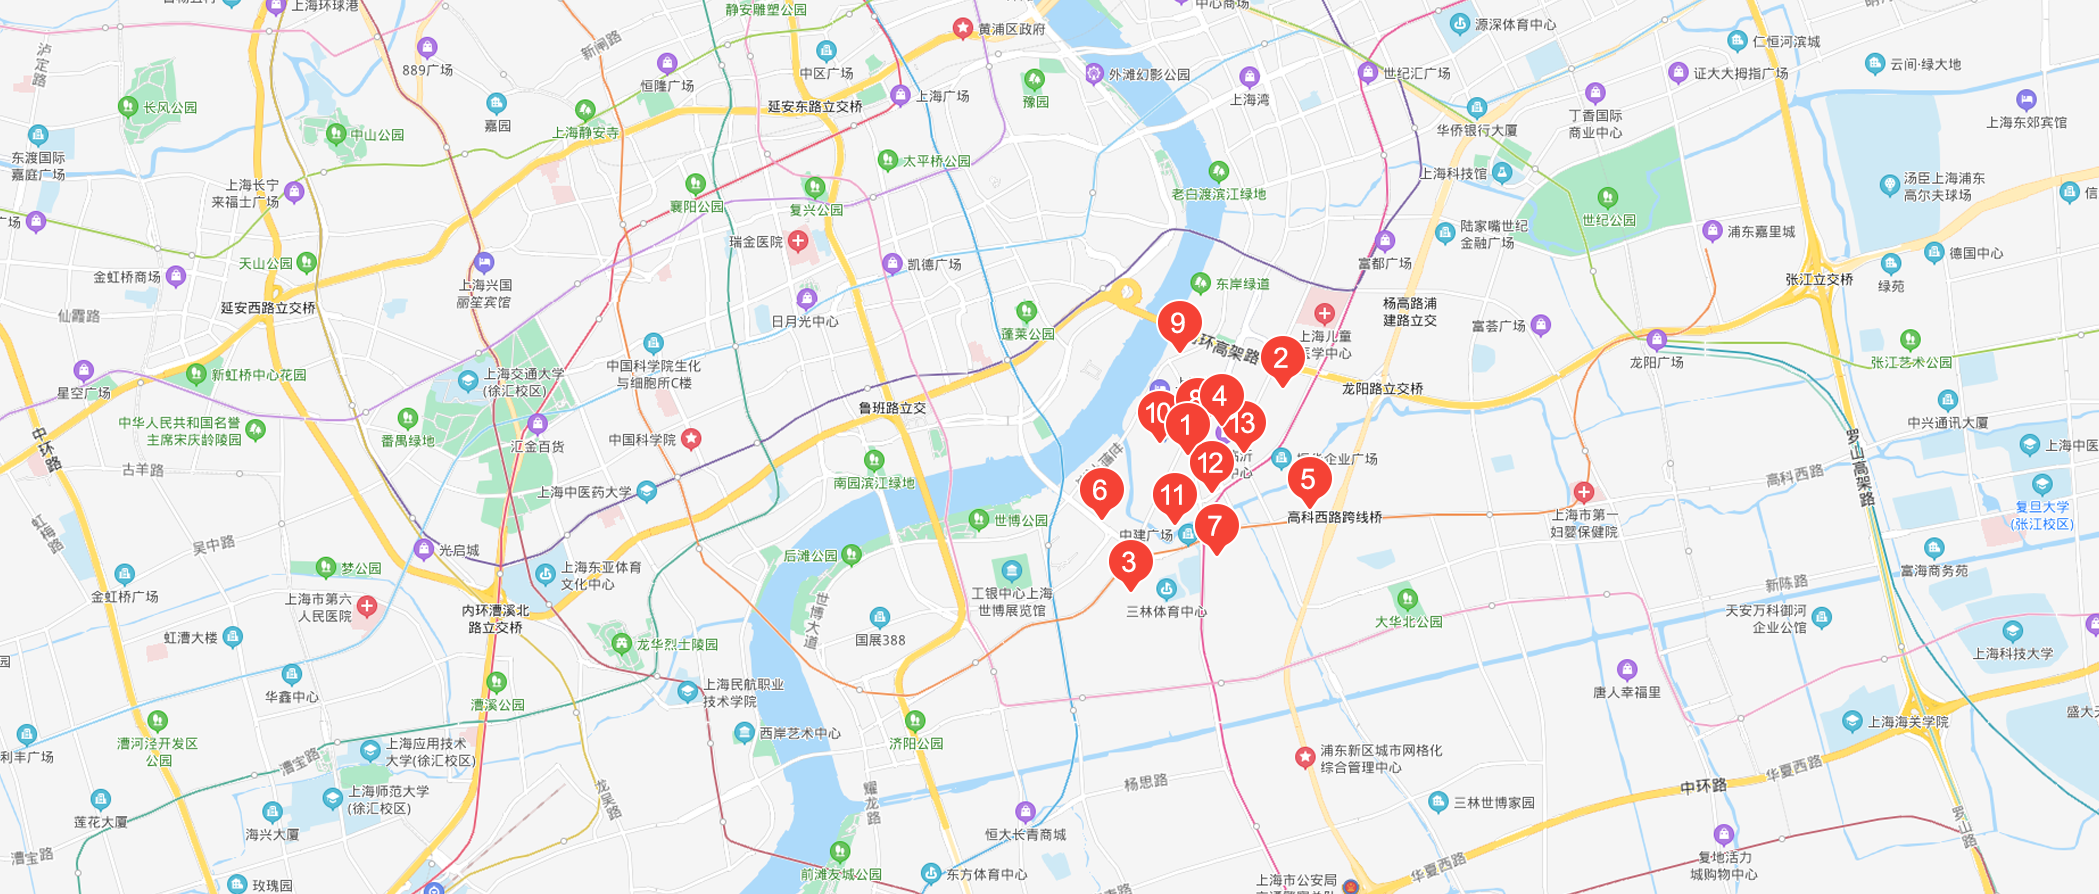 上海环球港
静安雕塑公园
中心商场
泸定路
新闸路
黄浦区政府
源深体育中心
仁恒河滨城
889广场
恒隆广场
中区广场
外滩幻影公园
上海湾
世纪汇广场
证大大拇指广场
云间·绿大地
长风公园
嘉园
延安东路立交桥
上海广场
豫园
丁香国际
商业中心
上海东郊宾馆
中山公园
上海静安寺
华侨银行大厦
东渡国际
嘉庭广场
太平桥公园
上海科技馆
上海长宁
来福士广场
襄阳公园
复兴公园
老白渡滨江绿地
世纪公园
汤臣上海浦东
高尔夫球场
信
广场
瑞金医院
陆家嘴世纪
金融广场
浦东嘉里城
德国中心
天山公园
金虹桥商场
凯德广场
富都广场
张江立交桥
绿苑
延安西路立交桥
上海兴国
丽笙宾馆
日月光中心
东岸绿道
杨高路浦
建路立交
仙霞路
蓬莱公园
9
内环高架路
上海儿童
医学中心
富荟广场
2
龙阳广场
张江艺术公园
中国科学院生化
与细胞所C楼
星空广场
新虹桥中心花园
上海交通大学
(徐汇校区)
龙阳路立交桥
鲁班路立交
8
4
10
1
13
中环路
中华人民共和国名誉
主席宋庆龄陵园
番禺绿地
汇金百货
中国科学院
中兴通讯大厦
罗山高架路
上海中医
古羊路
12
企业广场
5
高科西路
上海中医药大学
南园滨江绿地
6
11
高科西路跨线桥
上海市第一
妇婴保健院
复旦大学
(张江校区)
虹梅路
吴中路
光启城
世博公园
后滩公园
中建广场
7
3
梦公园
上海东亚体育
文化中心
富海商务苑
金虹桥广场
上海市第六
人民医院
内环漕溪北
路立交桥
世博大道
工银中心上海
世博展览馆
三林体育中心
大华北公园
新陈路
天安万科御河
企业公馆
虹漕大楼
龙华烈士陵园
国展388
上海科技大学
园
华鑫中心
漕溪公园
上海民航职业
技术学院
唐人幸福里
盛大天
漕河泾开发区
公园
上海应用技术
大学(徐汇校区)
西岸艺术中心
济阳公园
浦东新区城市网格化
综合管理中心
上海海关学院
利丰广场
漕宝路
杨思路
中环路
华夏西路
上海师范大学
(徐汇校区)
龙吴路
耀龙路
三林世博家园
莲花大厦
海兴大厦
恒大长青商城
罗山路
漕宝路
玫瑰园
前滩友城公园
东方体育中心
上海市公安局
华夏西路
复地活力
城购物中心